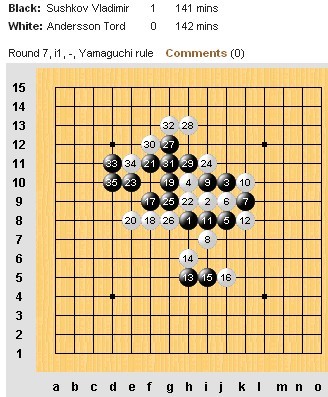 Black: Sushkov Vladimir 1 141 mins
White: Andersson Tord 0 142 mins
Round 7, i1, -, Yamaguchi rule Comments (0)
15
14
13 32 28
12 30 27
11 33 34 21 31 29 24
10 35 23 19 4 9 3 10
9 17 25 22 2 6 7
8 20 18 26 1 11 5 12
7 8
6 14
5 13 15 16
4
3
2
1
a b c d e f g h i j k l m n o